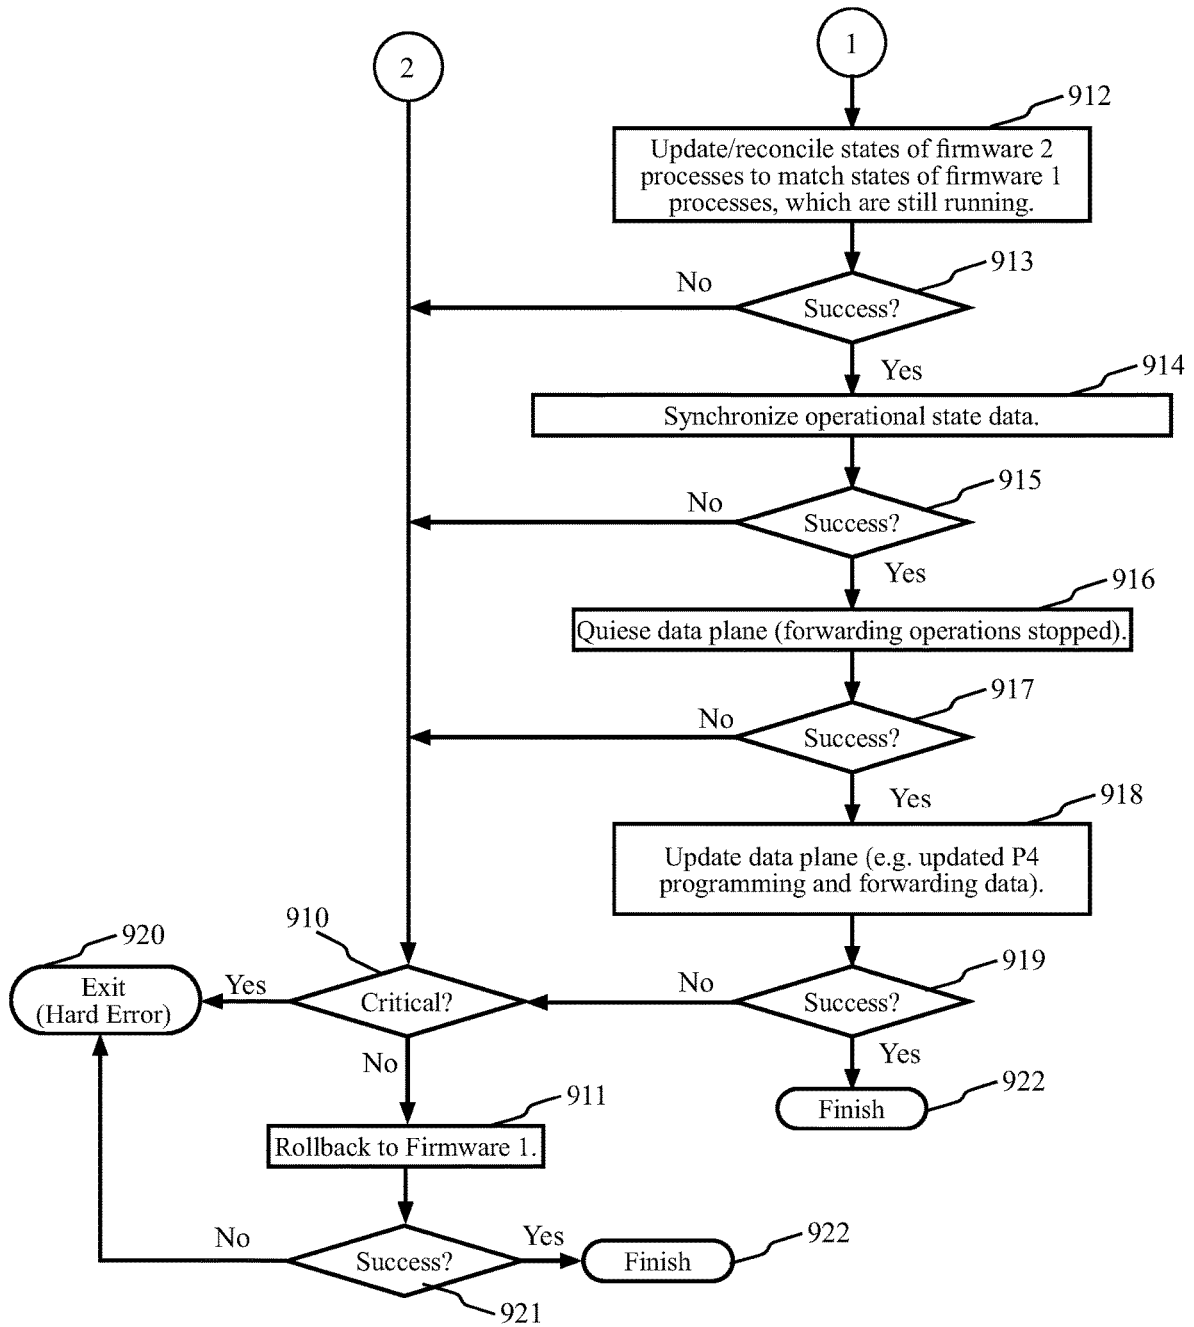 2
1
912
Update/reconcile states of firmware 2
processes to match states of firmware 1
processes, which are still running.
913
No
Success?
Yes
914
Synchronize operational state data.
915
No
Success?
Yes
916
Quiese data plane (forwarding operations stopped).
917
No
Success?
Yes
918
Update data plane (e.g. updated P4
programming and forwarding data).
919
No
Success?
Yes
922
Finish
910
Critical?
Yes
920
Exit
(Hard Error)
No
911
Rollback to Firmware 1.
No
Success?
921
Yes
Finish
922